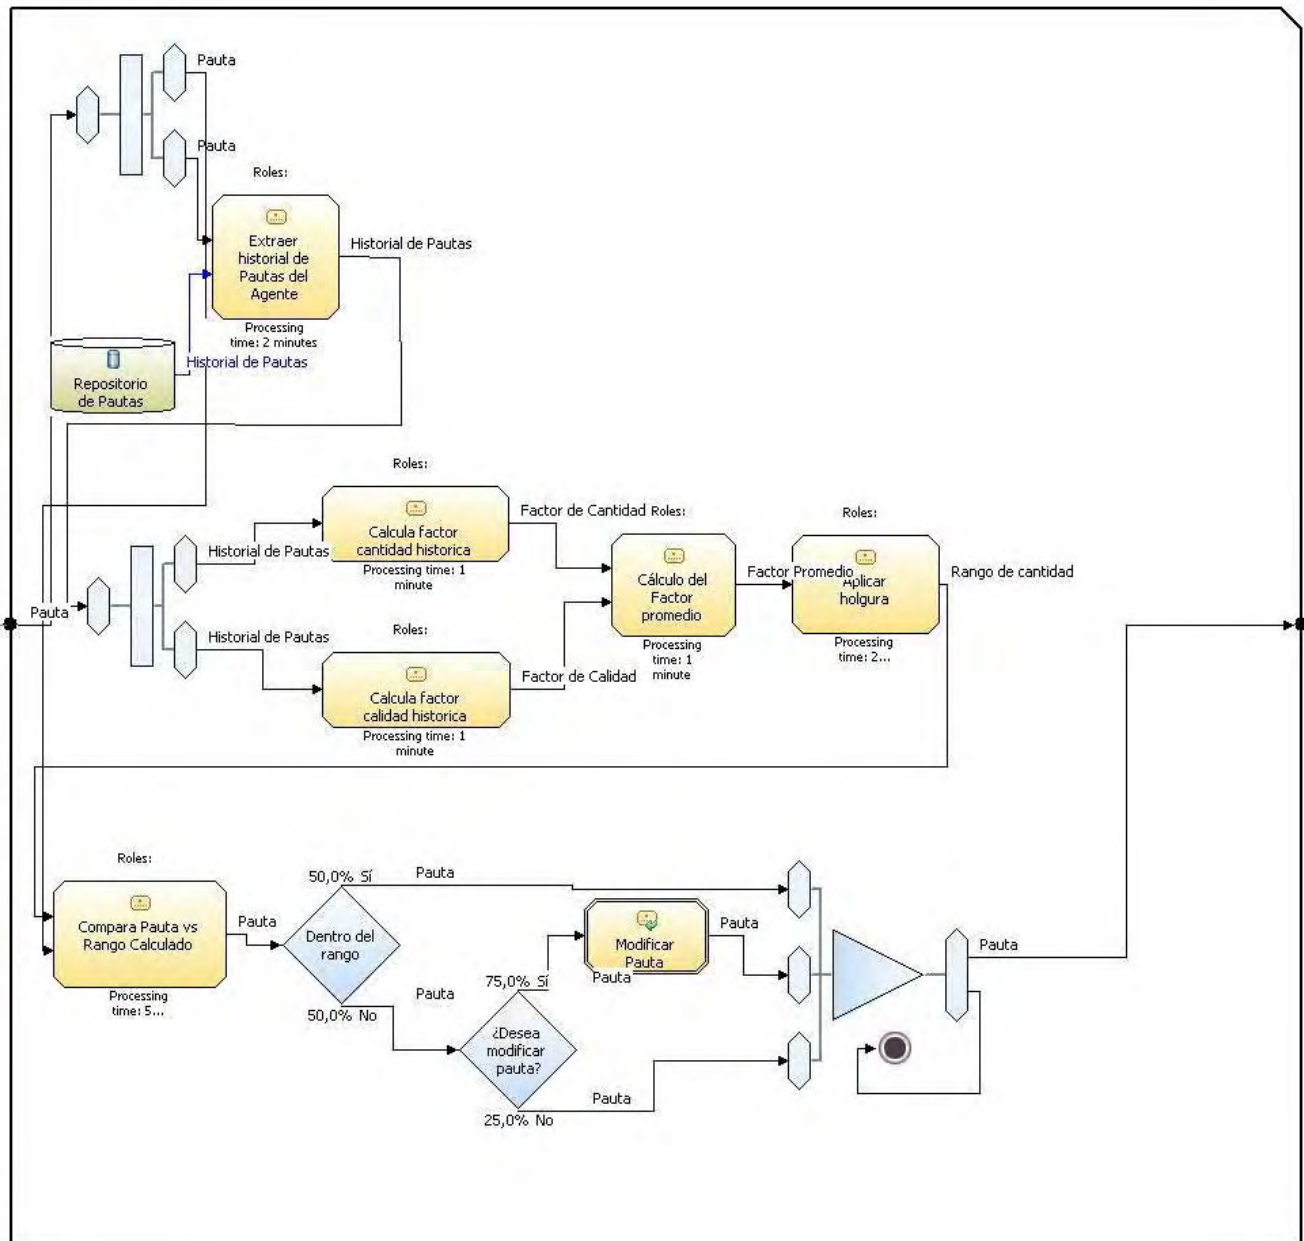 Pauta
Pauta
Roles:
Extraer
historial de
Pautas del
Agente
Historial de Pautas
Processing
time: 2 minutes
Historial de Pautas
Repositorio
de Pautas
Roles:
Calcula factor
cantidad historica
Processing time: 1
minute
Historial de Pautas
Factor de Cantidad
Roles:
Cálculo del
Factor
promedio
Processing
time: 1
minute
Factor Promedio
Roles:
Aplicar
holgura
Processing
time: 2...
Rango de cantidad
Pauta
Historial de Pautas
Roles:
Calcula factor
calidad historica
Processing time: 1
minute
Factor de Calidad
Roles:
Compara Pauta vs
Rango Calculado
Processing
time: 5...
Pauta
50,0% Sí
Pauta
Dentro del
rango
50,0% No
Pauta
75,0% Sí
Pauta
Modificar
Pauta
Pauta
¿Desea
modificar
pauta?
25,0% No
Pauta
Pauta